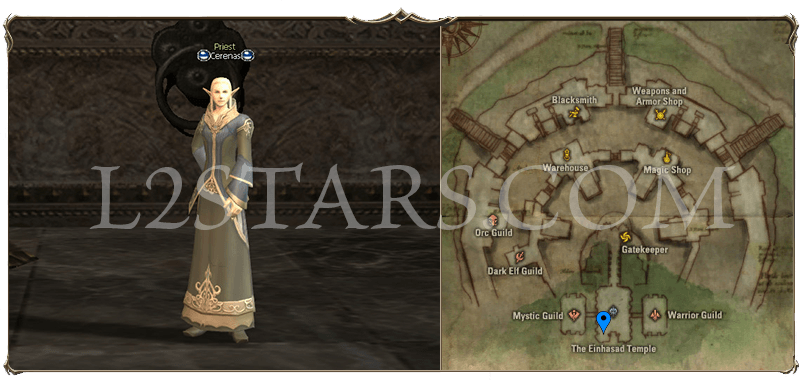 Priest
Cerenas
L2STARS.COM
Blacksmith
Weapons and
Armor Shop
Warehouse
Magic Shop
Orc Guild
Gatekeeper
Dark Elf Guild
Mystic Guild
Warrior Guild
The Einhasad Temple